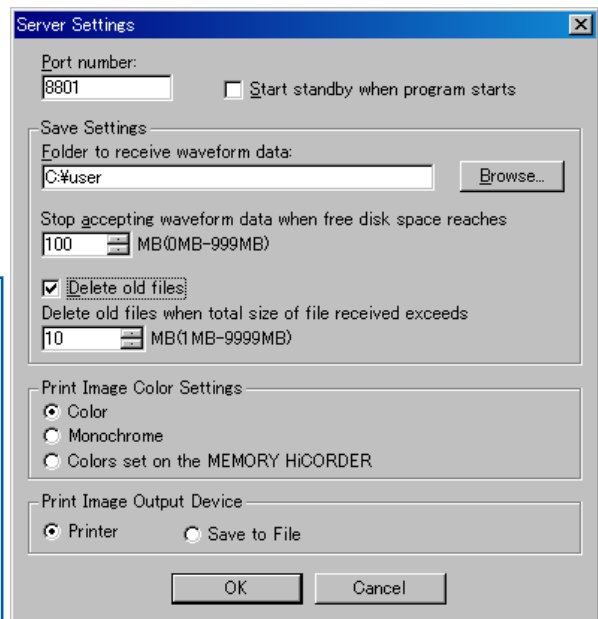 Server Settings
Port number:
8801
Start standby when program starts
Save Settings
Folder to receive waveform data:
C:¥user
Browse...
Stop accepting waveform data when free disk space reaches
100 MB(0MB-999MB)
Delete old files
Delete old files when total size of file received exceeds
10 MB(1MB-9999MB)
Print Image Color Settings
Color
Monochrome
Colors set on the MEMORY HiCORDER
Print Image Output Device
Printer Save to File
OK Cancel